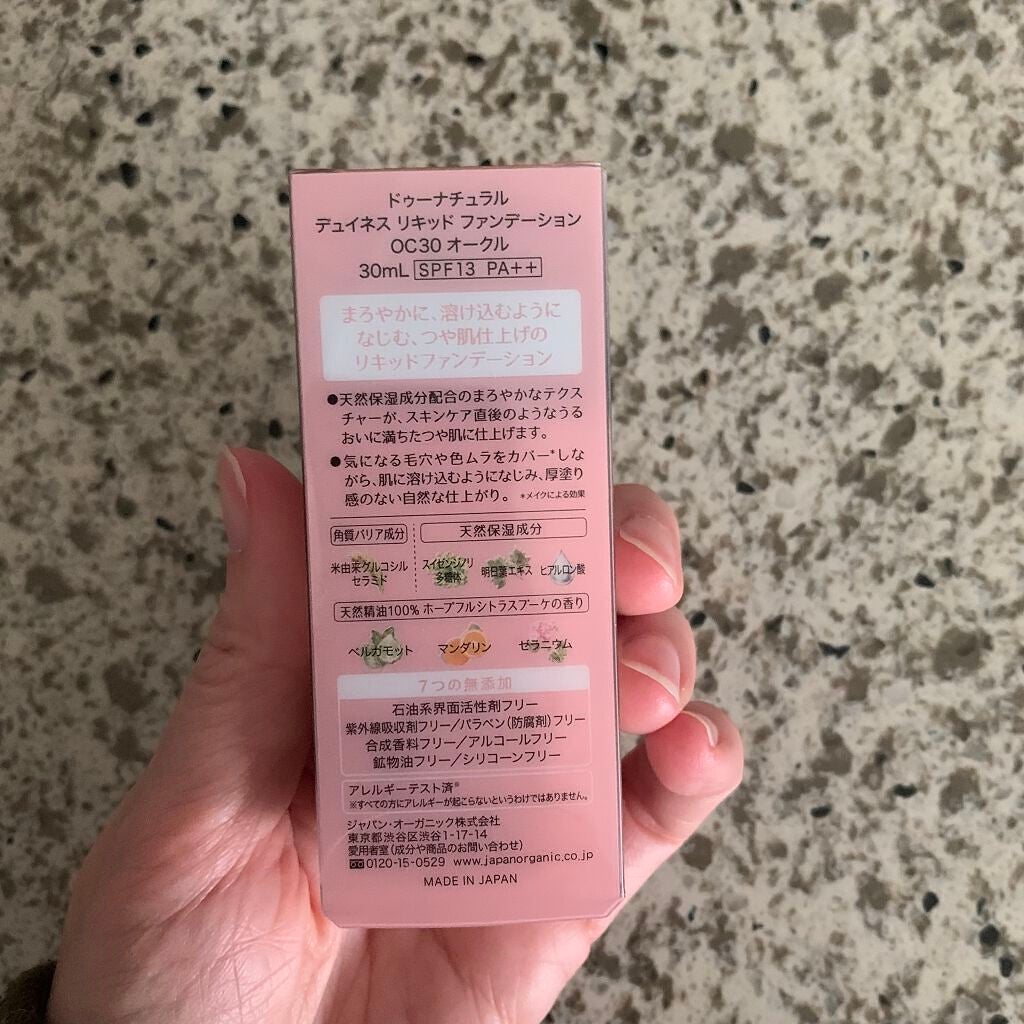 ドゥーナチュラル
デュイネス リキッド ファンデーション
OC30 オークル
30mL SPF13 PA++
まろやかに、溶け込むように
なじむ、つや肌仕上げの
リキッドファンデーション
●天然保湿成分配合のまろやかなテクス
チャーが、スキンケア直後のようなうる
おいに満ちたつや肌に仕上げます。
●気になる毛穴や色ムラをカバー*しな
がら、肌に溶け込むようになじみ、厚塗り
感のない自然な仕上がり。 *メイクによる効果
角質バリア成分 天然保湿成分
米由来グルコシル
セラミド
スイゼンジノリ
多糖体
明日葉エキス
ヒアルロン酸
天然精油100% ホープフルシトラスブーケの香り
ベルガモット マンダリン ゼラニウム
7つの無添加
石油系界面活性剤フリー
紫外線吸収剤フリー/パラベン(防腐剤)フリー
合成香料フリー/アルコールフリー
鉱物油フリー/シリコーンフリー
アレルギーテスト済※
※すべての方にアレルギーが起こらないというわけではありません。
ジャパン・オーガニック株式会社
東京都渋谷区渋谷1-17-14
愛用者室(成分や商品のお問い合わせ)
0120-15-0529 www.japanorganic.co.jp
MADE IN JAPAN